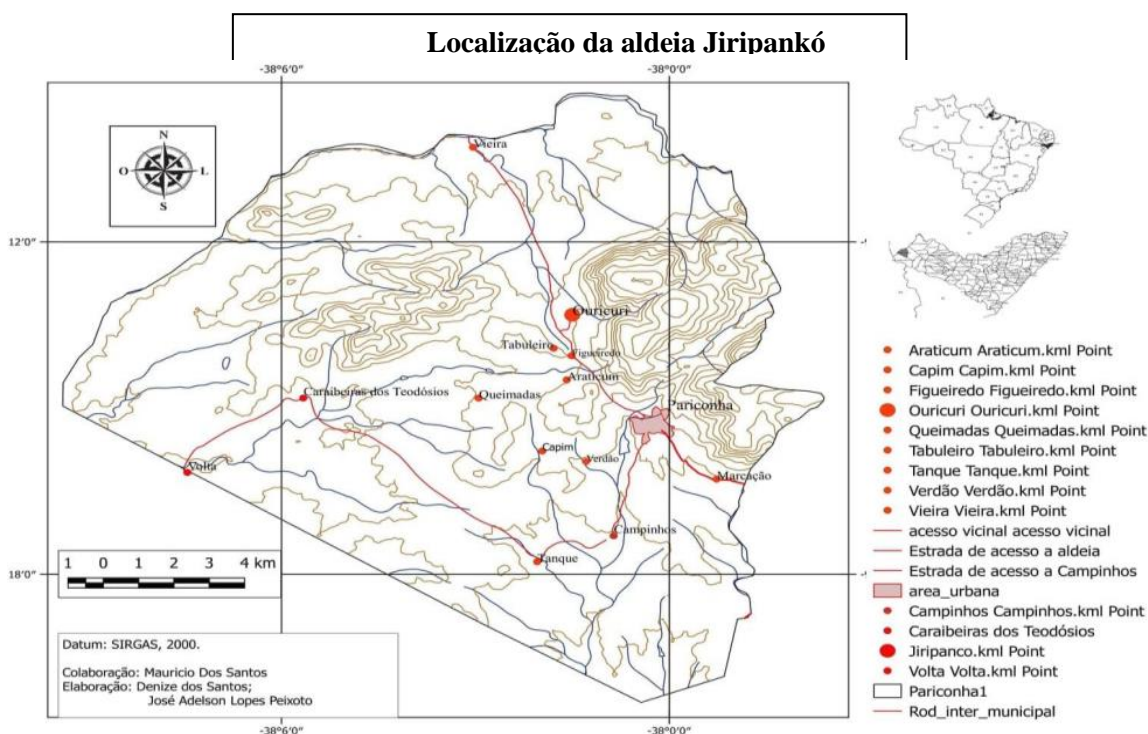 Localização da aldeia Jiripankó
-38°6'0" -38°0'0"
N
O L
S
Vieira
12'0"
Ouricuri
Tabuleiro
Figueiredo
Araticum
Caraibeiras dos Teodósios
Queimadas
Pariconha
Capim
Verdão
Volta
Marcação
Campinhos
Tanque
1 0 1 2 3 4 km
18'0"
Datum: SIRGAS, 2000.
Colaboração: Mauricio Dos Santos
Elaboração: Denize dos Santos;
José Adelson Lopes Peixoto
-38°6'0" -38°0'0"
Araticum Araticum.kml Point
Capim Capim.kml Point
Figueiredo Figueiredo.kml Point
Ouricuri Ouricuri.kml Point
Queimadas Queimadas.kml Point
Tabuleiro Tabuleiro.kml Point
Tanque Tanque.kml Point
Verdão Verdão.kml Point
Vieira Vieira.kml Point
acesso vicinal acesso vicinal
Estrada de acesso a aldeia
Estrada de acesso a Campinhos
area_urbana
Campinhos Campinhos.kml Point
Caraibeiras dos Teodósios
Jiripanco.kml Point
Volta Volta.kml Point
Pariconha1
Rod_inter_municipal